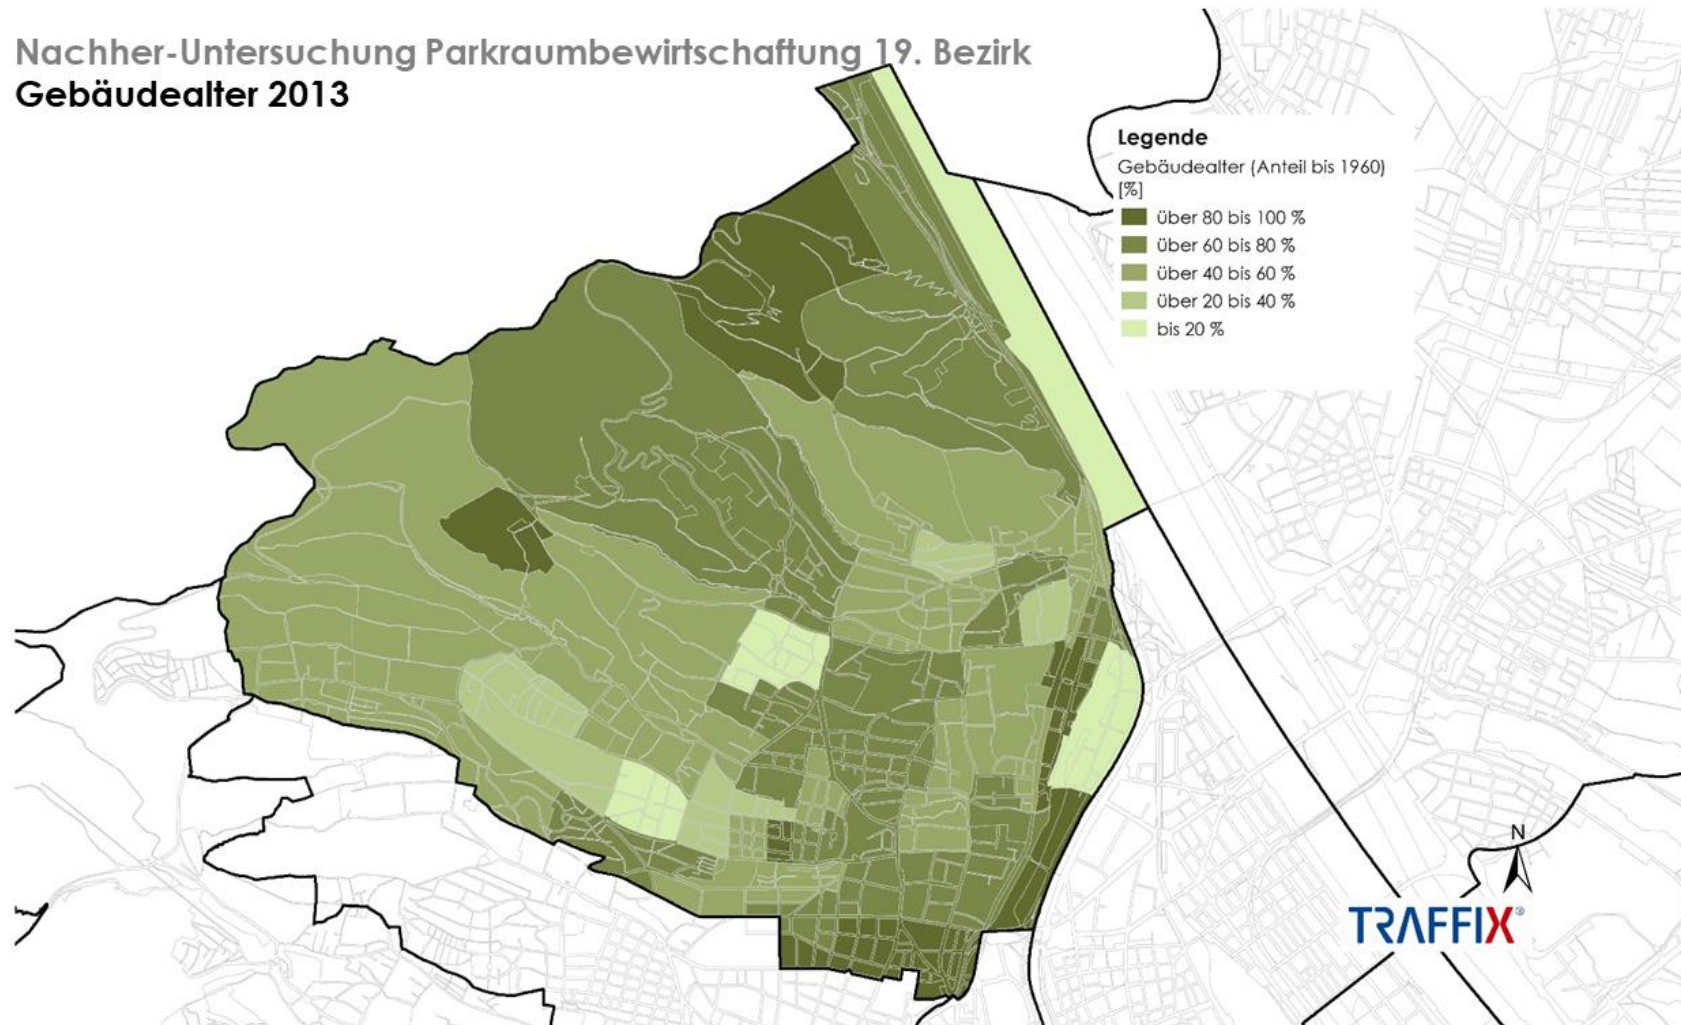 Nachher-Untersuchung Parkraumbewirtschaftung 19. Bezirk
Gebäudealter 2013
Legende
Gebäudealter (Anteil bis 1960)
[%]
über 80 bis 100 %
über 60 bis 80 %
über 40 bis 60 %
über 20 bis 40 %
bis 20 %
N
TRAFFIX®